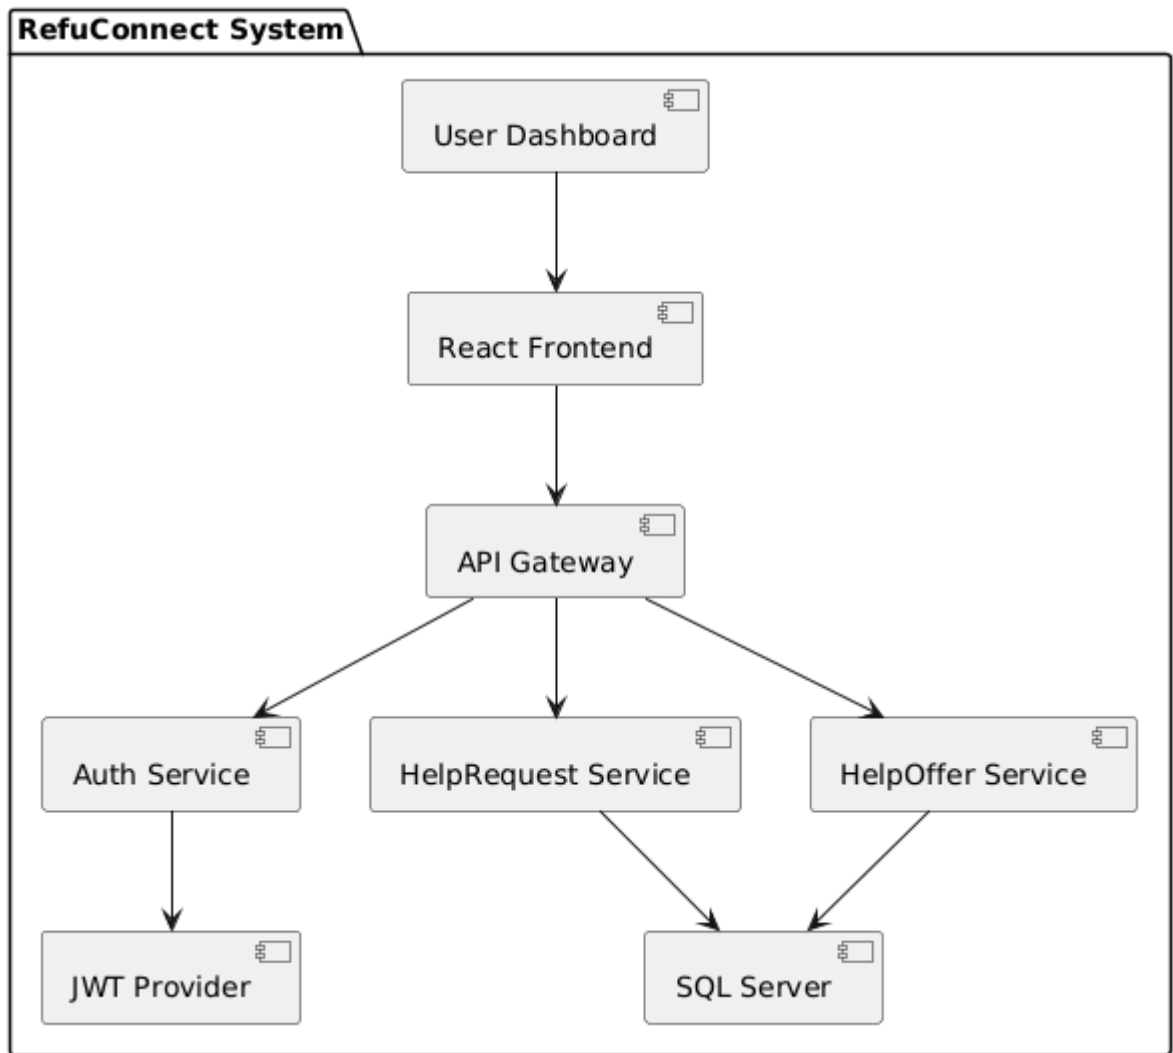 RefuConnect System
User Dashboard
React Frontend
API Gateway
Auth Service
HelpRequest Service
HelpOffer Service
JWT Provider
SQL Server